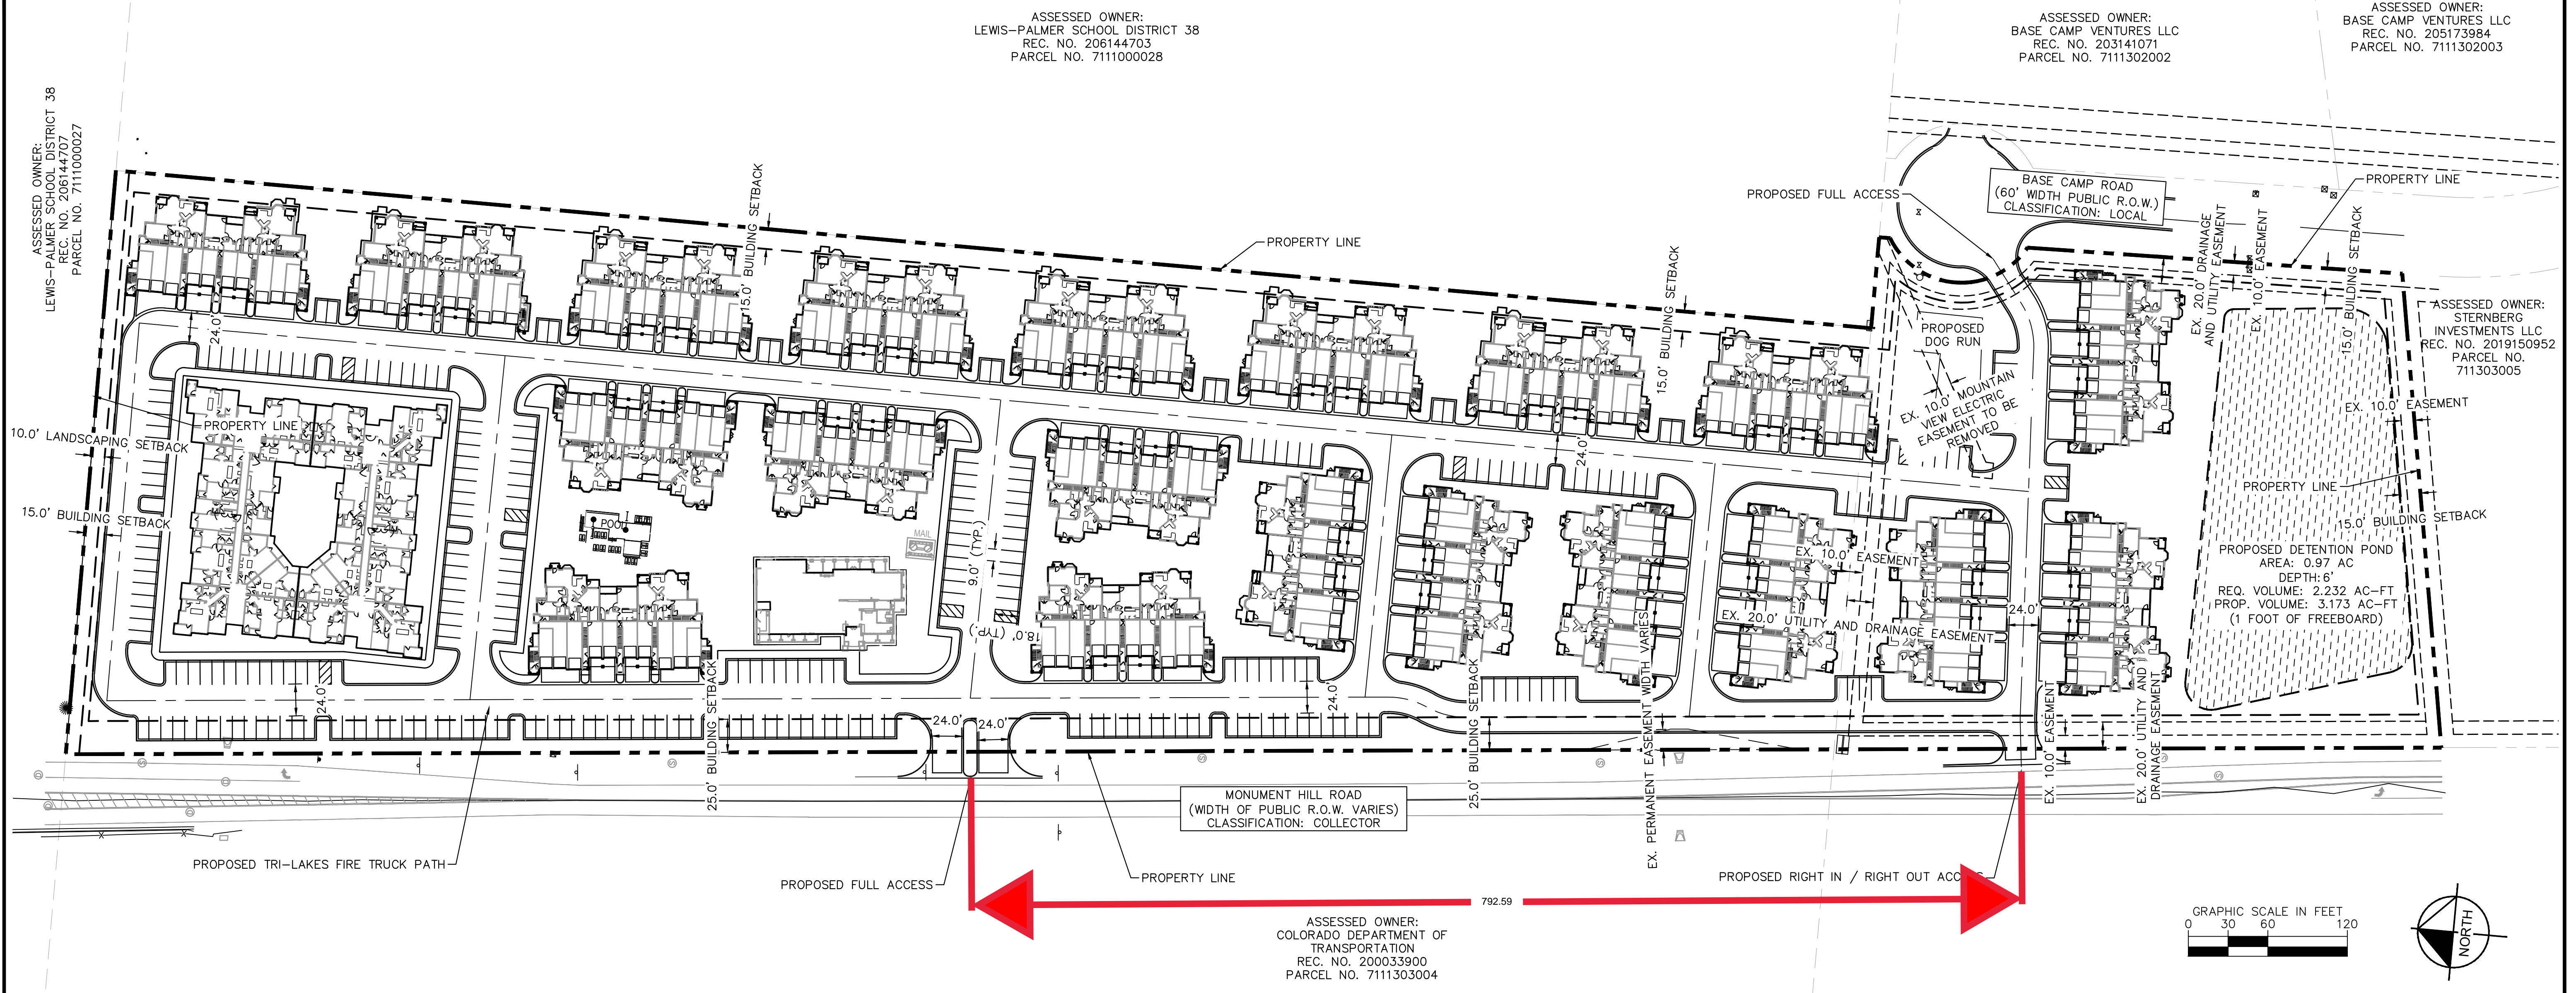 ASSESSED OWNER:
LEWIS-PALMER SCHOOL DISTRICT 38
REC. NO. 206144703
PARCEL NO. 7111000028
ASSESSED OWNER:
BASE CAMP VENTURES LLC
REC. NO. 203141071
PARCEL NO. 7111302002
ASSESSED OWNER:
BASE CAMP VENTURES LLC
REC. NO. 205173984
PARCEL NO. 7111302003
ASSESSED OWNER:
LEWIS-PALMER SCHOOL DISTRICT 38
REC. NO. 206144707
PARCEL NO. 7111000027
15.0' BUILDING SETBACK
PROPERTY LINE
15.0' BUILDING SETBACK
PROPOSED FULL ACCESS
BASE CAMP ROAD
(60' WIDTH PUBLIC R.O.W.)
CLASSIFICATION: LOCAL
PROPERTY LINE
EX. 20.0' DRAINAGE
AND UTILITY EASEMENT
EX. 10.0' EASEMENT
15.0' BUILDING SETBACK
ASSESSED OWNER:
STERNBERG
INVESTMENTS LLC
REC. NO. 2019150952
PARCEL NO.
711303005
PROPOSED
DOG RUN
EX. 10.0' MOUNTAIN
VIEW ELECTRIC
EASEMENT TO BE
REMOVED
24.0'
24.0'
EX. 10.0' EASEMENT
PROPERTY LINE
15.0' BUILDING SETBACK
PROPERTY LINE
10.0' LANDSCAPING SETBACK
15.0' BUILDING SETBACK
POOL
MAIL
9.0' (TYP.)
18.0' (TYP.)
EX. 10.0' EASEMENT
EX. 20.0' UTILITY AND DRAINAGE EASEMENT
24.0'
PROPOSED DETENTION POND
AREA: 0.97 AC
DEPTH: 6'
REQ. VOLUME: 2.232 AC-FT
PROP. VOLUME: 3.173 AC-FT
(1 FOOT OF FREEBOARD)
24.0'
25.0' BUILDING SETBACK
24.0'
24.0'
24.0'
25.0' BUILDING SETBACK
EX. PERMANENT EASEMENT WIDTH VARIES
EX. 10.0' EASEMENT
EX. 20.0' UTILITY AND
DRAINAGE EASEMENT
MONUMENT HILL ROAD
(WIDTH OF PUBLIC R.O.W. VARIES)
CLASSIFICATION: COLLECTOR
PROPOSED TRI-LAKES FIRE TRUCK PATH
PROPOSED FULL ACCESS
PROPERTY LINE
PROPOSED RIGHT IN / RIGHT OUT
792.59
ASSESSED OWNER:
COLORADO DEPARTMENT OF
TRANSPORTATION
REC. NO. 200033900
PARCEL NO. 7111303004
GRAPHIC SCALE IN FEET
0 30 60 120
NORTH